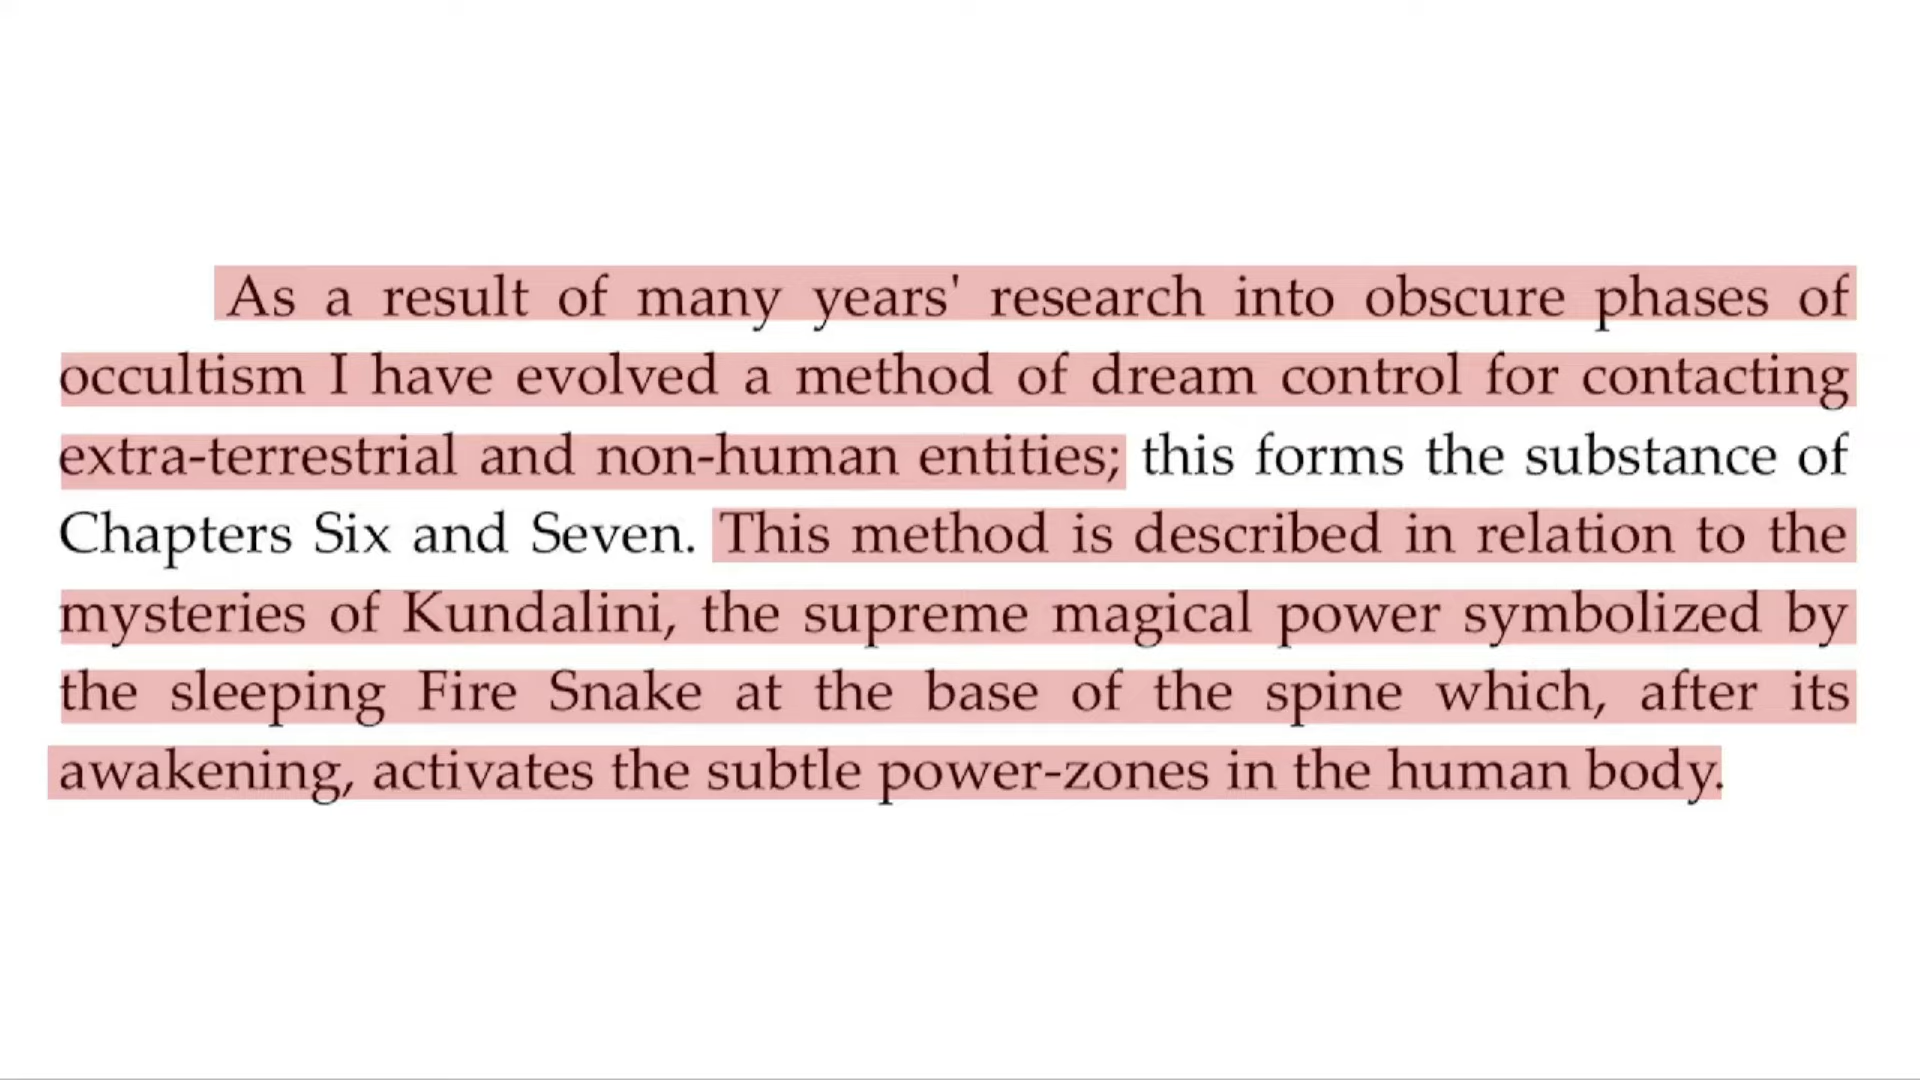 As a result of many years' research into obscure phases of
occultism I have evolved a method of dream control for contacting
extra-terrestrial and non-human entities; this forms the substance of
Chapters Six and Seven. This method is described in relation to the
mysteries of Kundalini, the supreme magical power symbolized by
the sleeping Fire Snake at the base of the spine which, after its
awakening, activates the subtle power-zones in the human body.